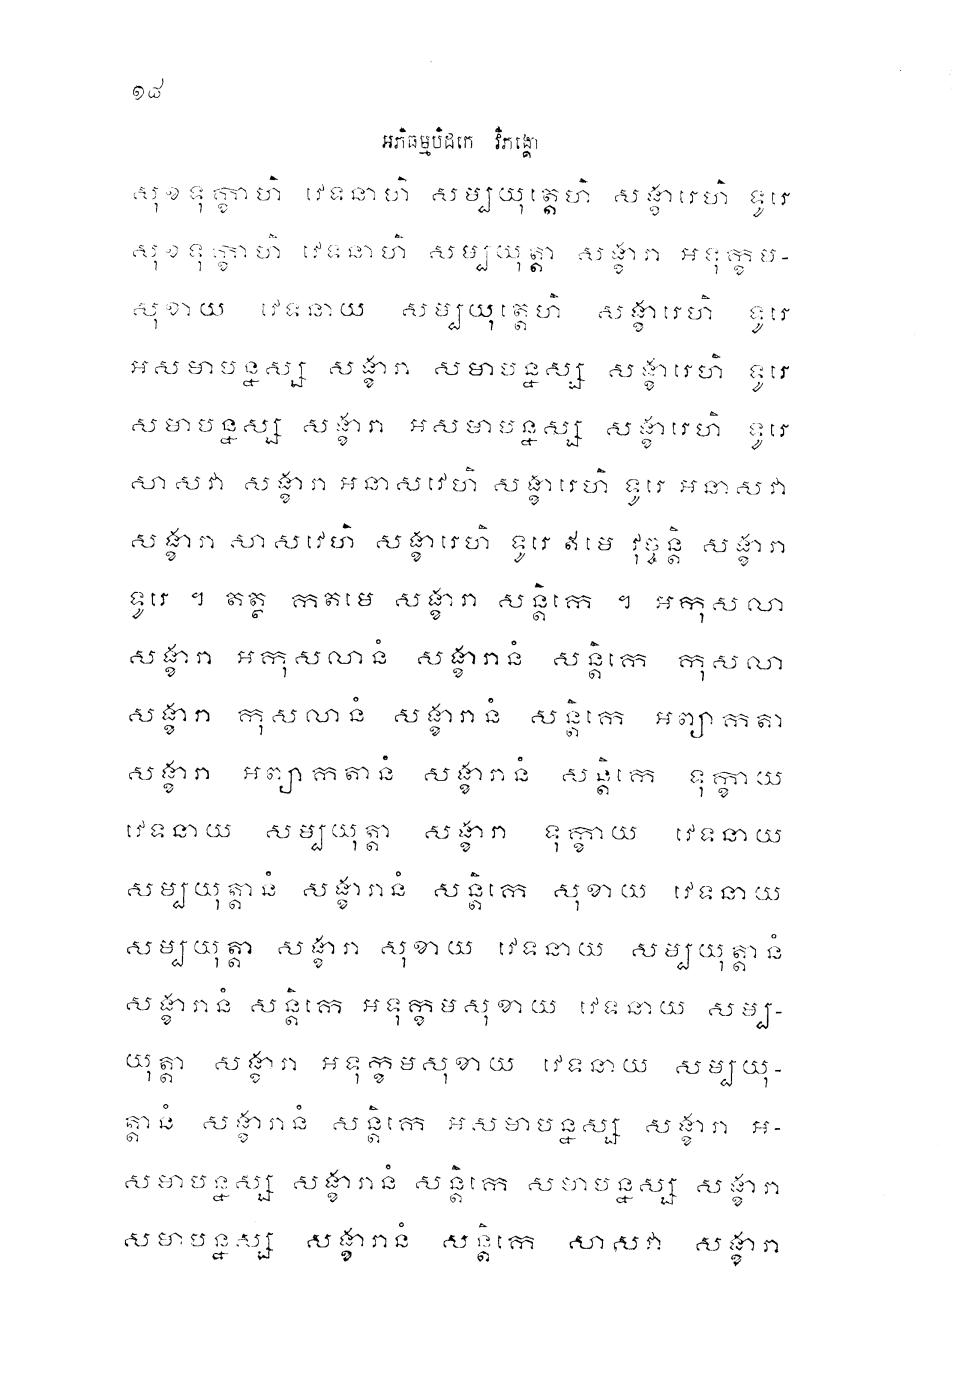 ១៨
អភិធម្មបិដកេ វិភង្គោ
សុខទុក្ខាហិ វេទនាហិ សម្បយុត្តេហិ សង្ខារេហិ ទូរេ
សុខទុក្ខាហិ វេទនាហិ សម្បយុត្តា សង្ខារា អទុក្ខម-
សុខាយ វេទនាយ សម្បយុត្តេហិ សង្ខារេហិ ទូរេ
អសមាបន្នស្ស សង្ខារា សមាបន្នស្ស សង្ខារេហិ ទូរេ
សមាបន្នស្ស សង្ខារា អសមាបន្នស្ស សង្ខារេហិ ទូរេ
សាសវា សង្ខារា អនាសវេហិ សង្ខារេហិ ទូរេ អនាសវា
សង្ខារា សាសវេហិ សង្ខារេហិ ទូរេ ឥមេ វុច្ចន្តិ សង្ខារា
ទូរេ ។ តត្ថ កតមេ សង្ខារា សន្តិកេ ។ អកុសលា
សង្ខារា អកុសលានំ សង្ខារានំ សន្តិកេ កុសលា
សង្ខារា កុសលានំ សង្ខារានំ សន្តិកេ អព្យាកតា
សង្ខារា អព្យាកតានំ សង្ខារានំ សន្តិកេ ទុក្ខាយ
វេទនាយ សម្បយុត្តា សង្ខារា ទុក្ខាយ វេទនាយ
សម្បយុត្តានំ សង្ខារានំ សន្តិកេ សុខាយ វេទនាយ
សម្បយុត្តា សង្ខារា សុខាយ វេទនាយ សម្បយុត្តានំ
សង្ខារានំ សន្តិកេ អទុក្ខមសុខាយ វេទនាយ សម្ប-
យុត្តា សង្ខារា អទុក្ខមសុខាយ វេទនាយ សម្បយុ-
ត្តានំ សង្ខារានំ សន្តិកេ អសមាបន្នស្ស សង្ខារា អ-
សមាបន្នស្ស សង្ខារានំ សន្តិកេ សមាបន្នស្ស សង្ខារា
សមាបន្នស្ស សង្ខារានំ សន្តិកេ សាសវា សង្ខារា